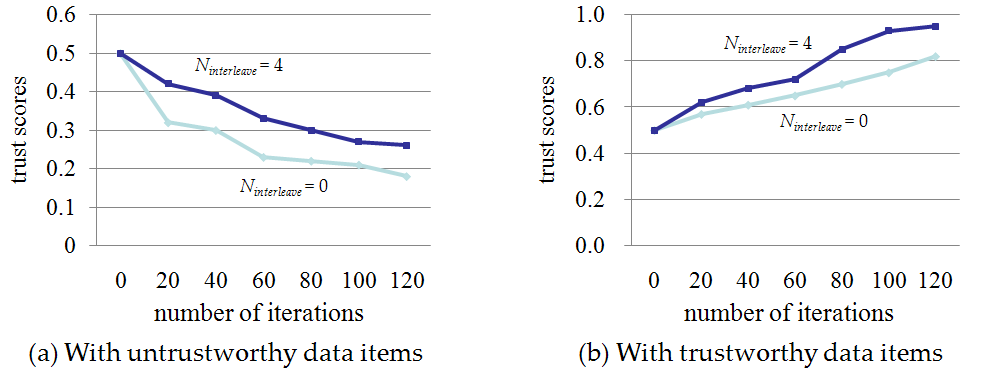 0.6
0.5
0.4
0.3
0.2
0.1
0
trust scores
Ninterleave = 4
Ninterleave = 0
0 20 40 60 80 100 120
number of iterations
(a) With untrustworthy data items
1.0
0.8
0.6
0.4
0.2
0.0
trust scores
Ninterleave = 4
Ninterleave = 0
0 20 40 60 80 100 120
number of iterations
(b) With trustworthy data items